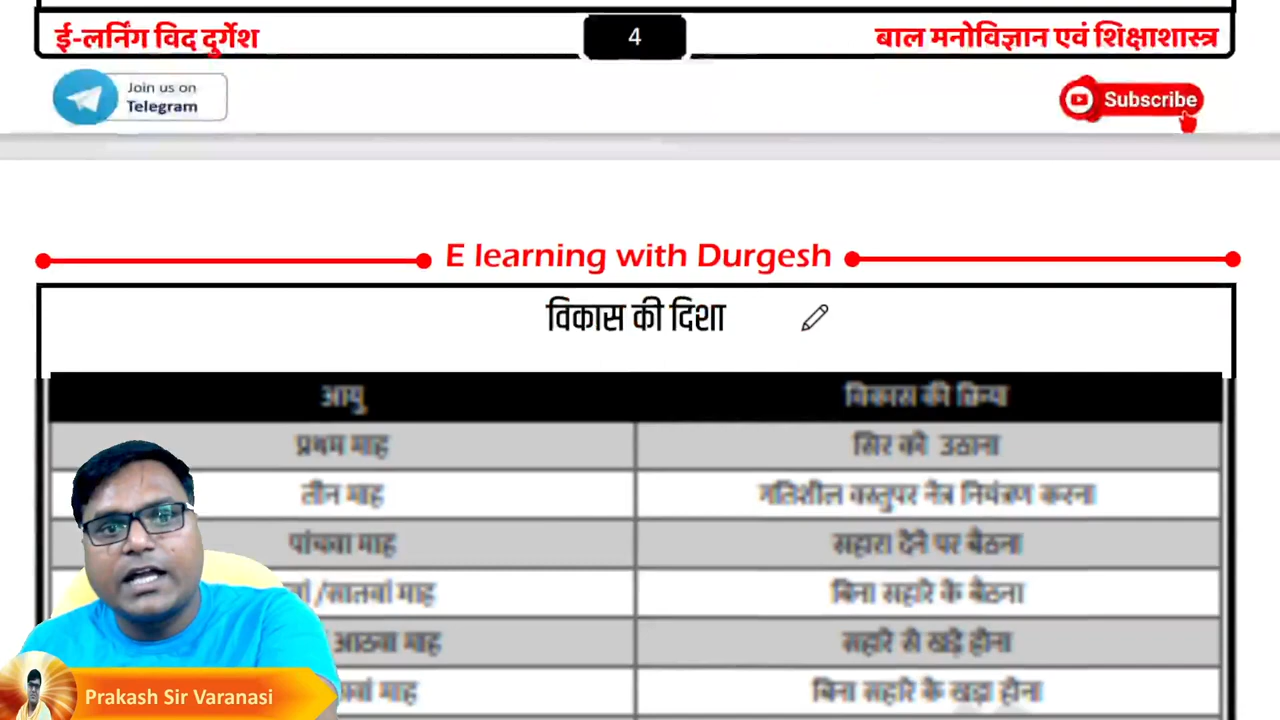 ई-लर्निंग विद दुर्गेश
4
बाल मनोविज्ञान एवं शिक्षाशास्त्र
Join us on
Telegram
Subscribe
E learning with Durgesh
विकास की दिशा
आयु विकास की क्रिया
प्रथम माह सिर को उठाना
तीन माह गतिशील वस्तुपर नेत्र नियंत्रण करना
पांचवा माह सहारा देने पर बैठना
/सातवां माह बिना सहारे के बैठना
आठवा माह सहारे से खड़े होना
माह बिना सहारे के खड़ा होना
Prakash Sir Varanasi